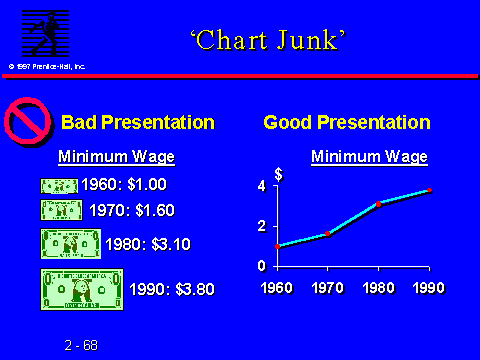 ‘Chart Junk’
© 1997 Prentice-Hall, Inc.
Bad Presentation
Good Presentation
Minimum Wage
1960: $1.00
1970: $1.60
1980: $3.10
1990: $3.80
Minimum Wage
$
4
2
0
1960 1970 1980 1990
2 - 68